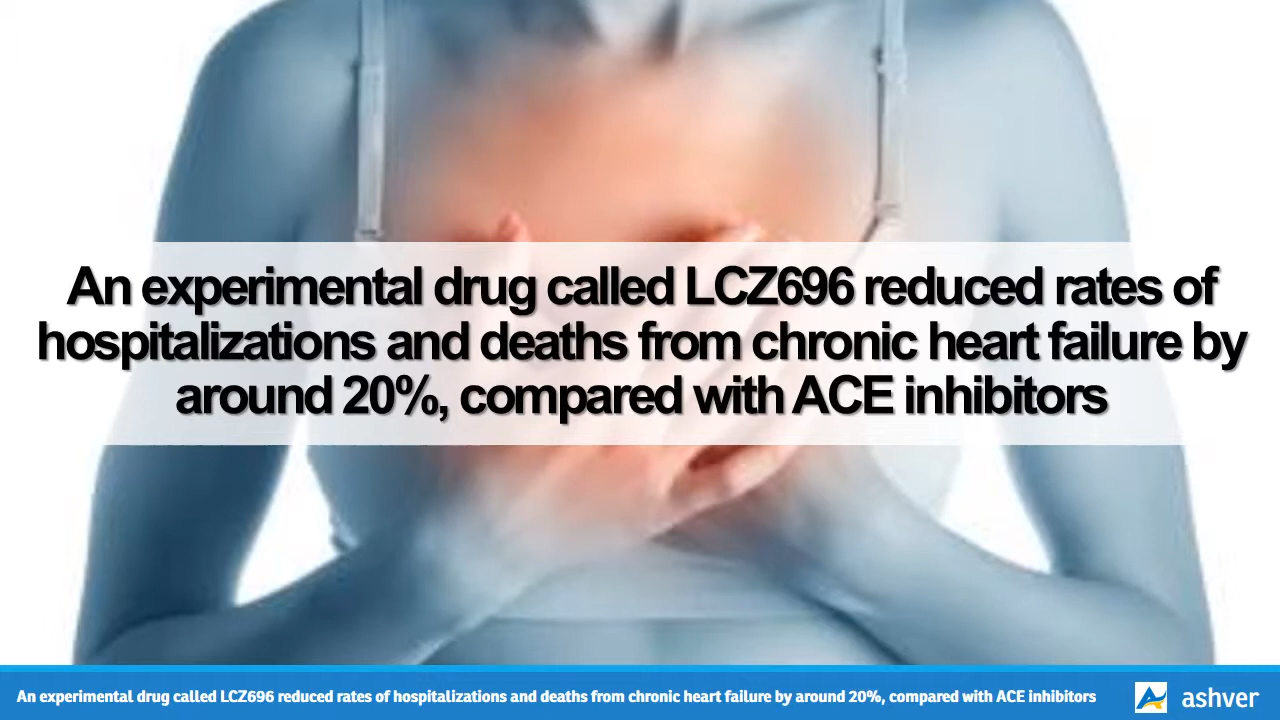 An experimental drug called LCZ696 reduced rates of
hospitalizations and deaths from chronic heart failure by
around 20%, compared with ACE inhibitors
An experimental drug called LCZ696 reduced rates of hospitalizations and deaths from chronic heart failure by around 20%, compared with ACE inhibitors
ashver